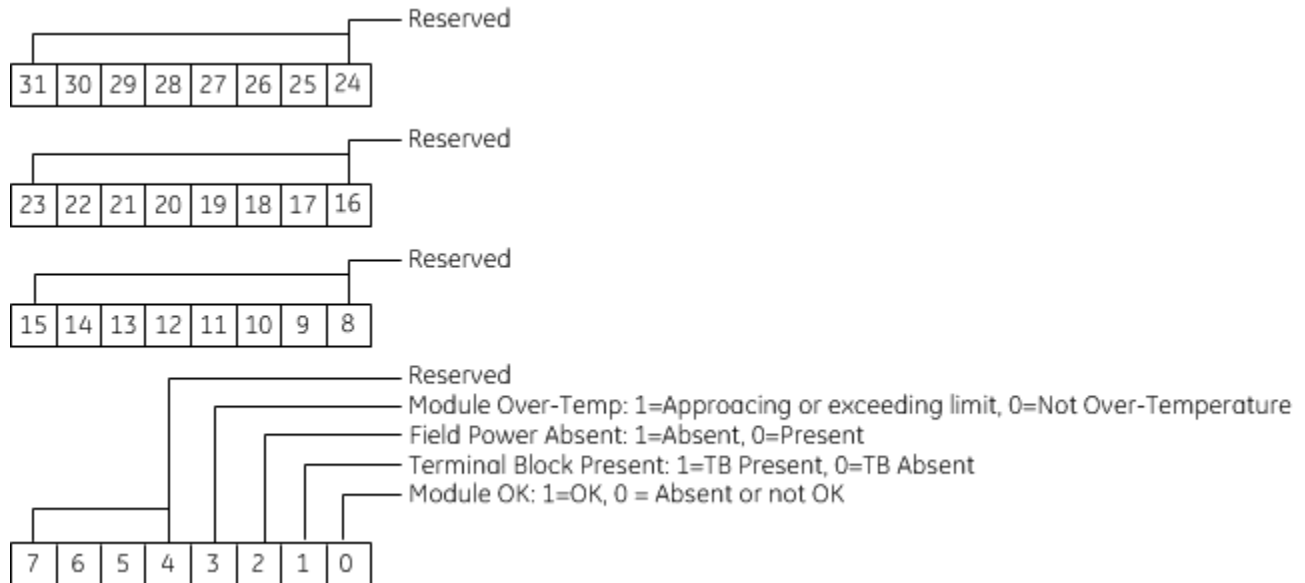 Reserved
31 30 29 28 27 26 25 24
Reserved
23 22 21 20 19 18 17 16
Reserved
15 14 13 12 11 10 9 8
Reserved
Module Over-Temp: 1=Approacing or exceeding limit, 0=Not Over-Temperature
Field Power Absent: 1=Absent, 0=Present
Terminal Block Present: 1=TB Present, 0=TB Absent
Module OK: 1=OK, 0 = Absent or not OK
7 6 5 4 3 2 1 0